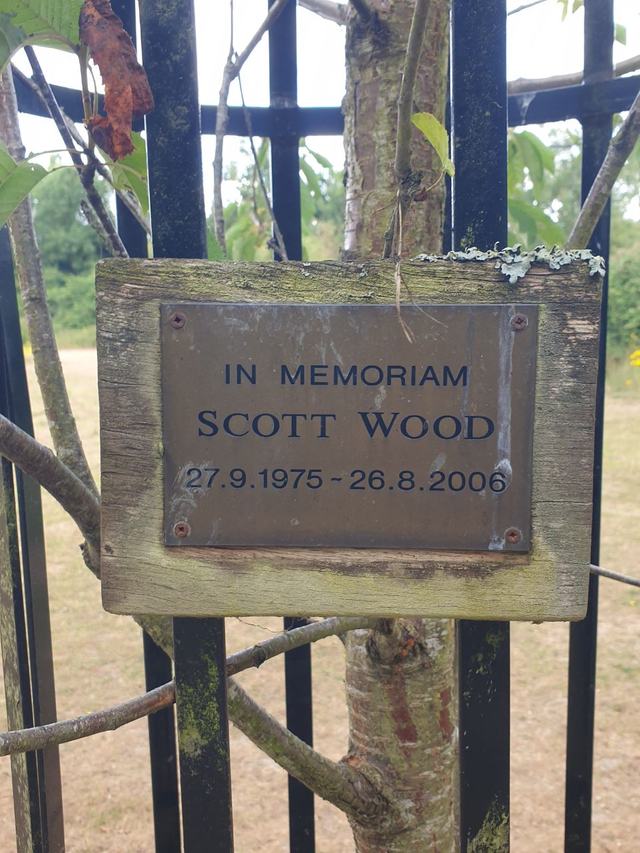 IN MEMORIAM
SCOTT WOOD
27.9.1975 ~ 26.8.2006